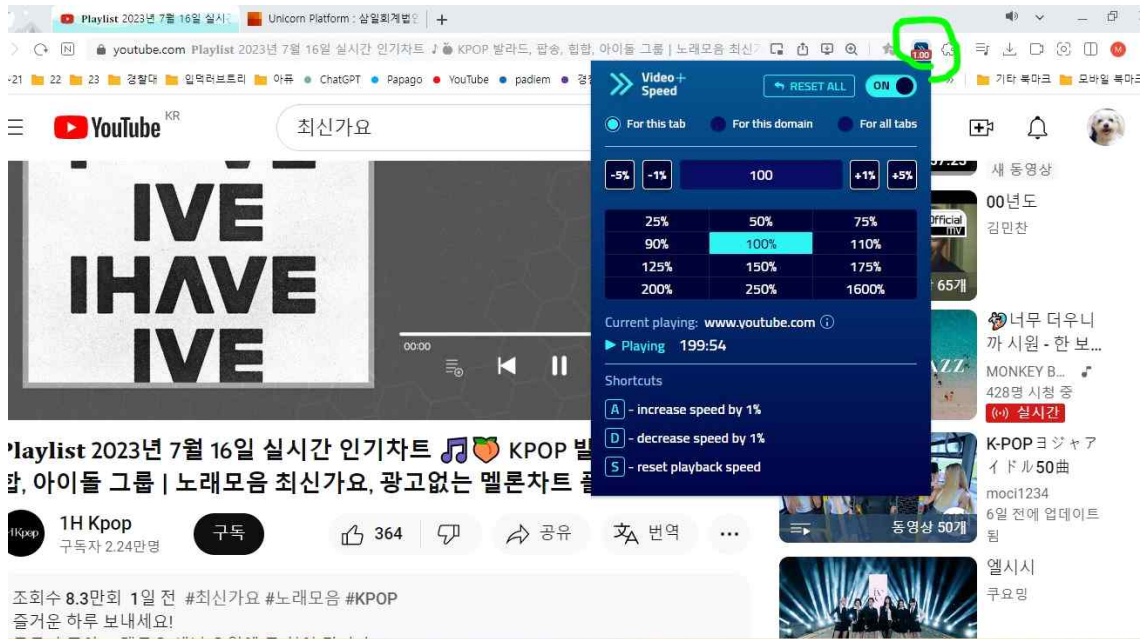 Playlist 2023년 7월 16일 실시간
Unicorn Platform : 삼일회계법인
youtube.com Playlist 2023년 7월 16일 실시간 인기차트 🎵🍑 KPOP 발라드, 팝송, 힙합, 아이돌 그룹 | 노래모음 최신가
1.00
-21 22 23 경찰대 입덕러브트리 아퓨 ChatGPT Papago YouTube padlem 경 » 기타 북마크 모바일 북마크
YouTube KR
최신가요
Video+
Speed
RESET ALL
ON
For this tab For this domain For all tabs
-5% -1% 100 +1% +5%
25% 50% 75%
90% 100% 110%
125% 150% 175%
200% 250% 1600%
Current playing: www.youtube.com
Playing 199:54
Shortcuts
A - increase speed by 1%
D - decrease speed by 1%
S - reset playback speed
IVE
IHAVE
IVE
00:00
Playlist 2023년 7월 16일 실시간 인기차트 🎵🍑 KPOP 발
합, 아이돌 그룹 | 노래모음 최신가요, 광고없는 멜론차트
1H Kpop
구독자 2.24만명
구독
364
공유
번역
조회수 8.3만회 1일 전 #최신가요 #노래모음 #KPOP
즐거운 하루 보내세요!
새 동영상
00년도
김민찬
Official
MV
65개
너무 더우니
까 시원 - 한 보...
MONKEY B...
428명 시청 중
실시간
K-POPヨジャア
イドル50曲
moci1234
6일 전에 업데이트
됨
동영상 50개
엘시시
쿠요밍